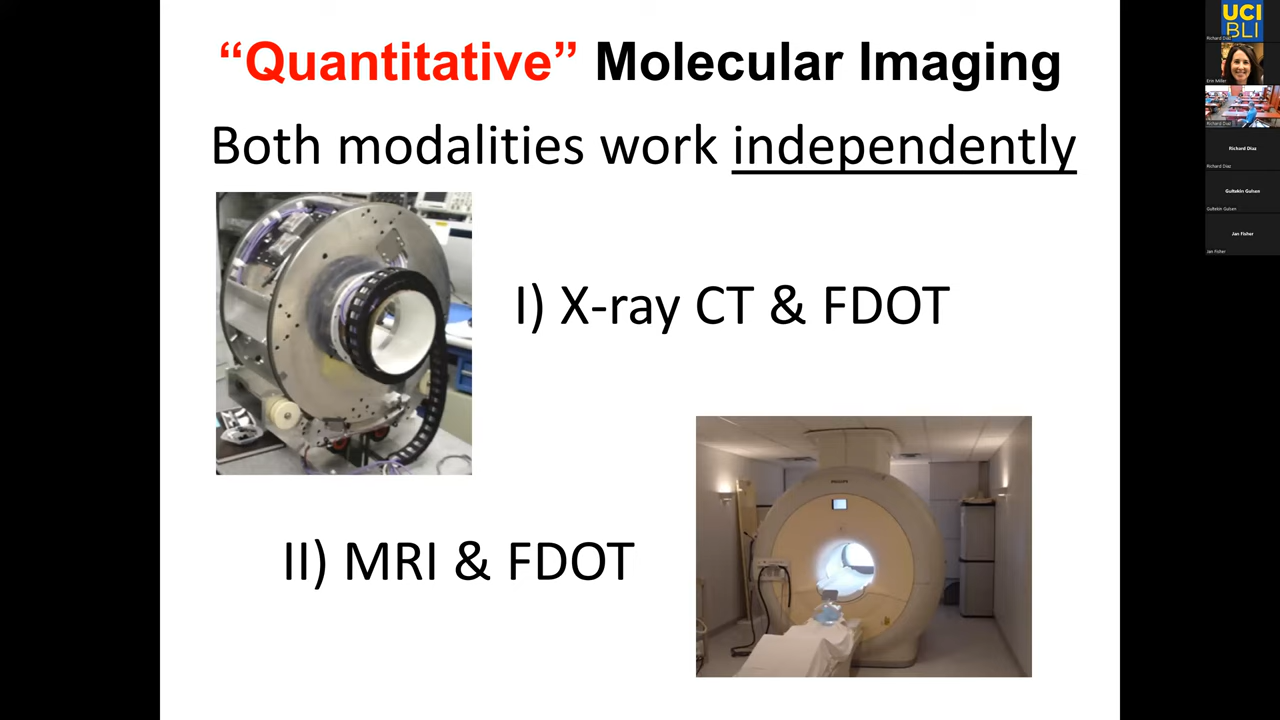 “Quantitative” Molecular Imaging
Both modalities work independently
I) X-ray CT & FDOT
II) MRI & FDOT
PHILIPS
UCI
BLI
Richard Diaz
Erin Miller
Richard Diaz
Richard Diaz
Richard Diaz
Gultekin Gulsen
Gultekin Gulsen
Jan Fisher
Jan Fisher